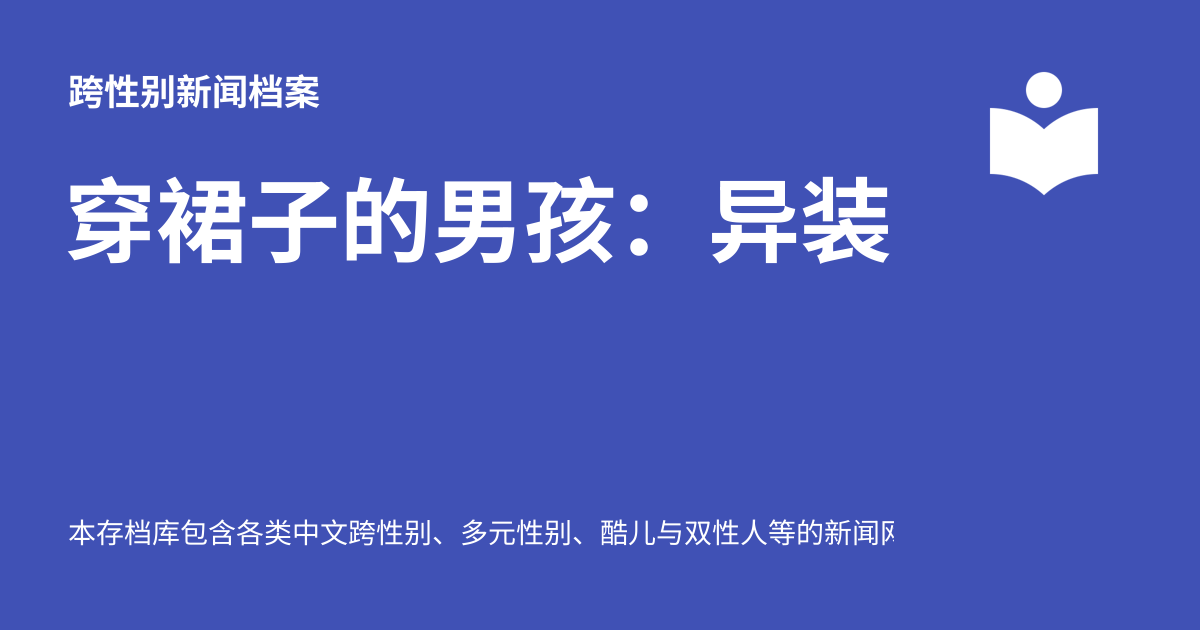 跨性别新闻档案
穿裙子的男孩：异装
本存档库包含各类中文跨性别、多元性别、酷儿与双性人等的新闻